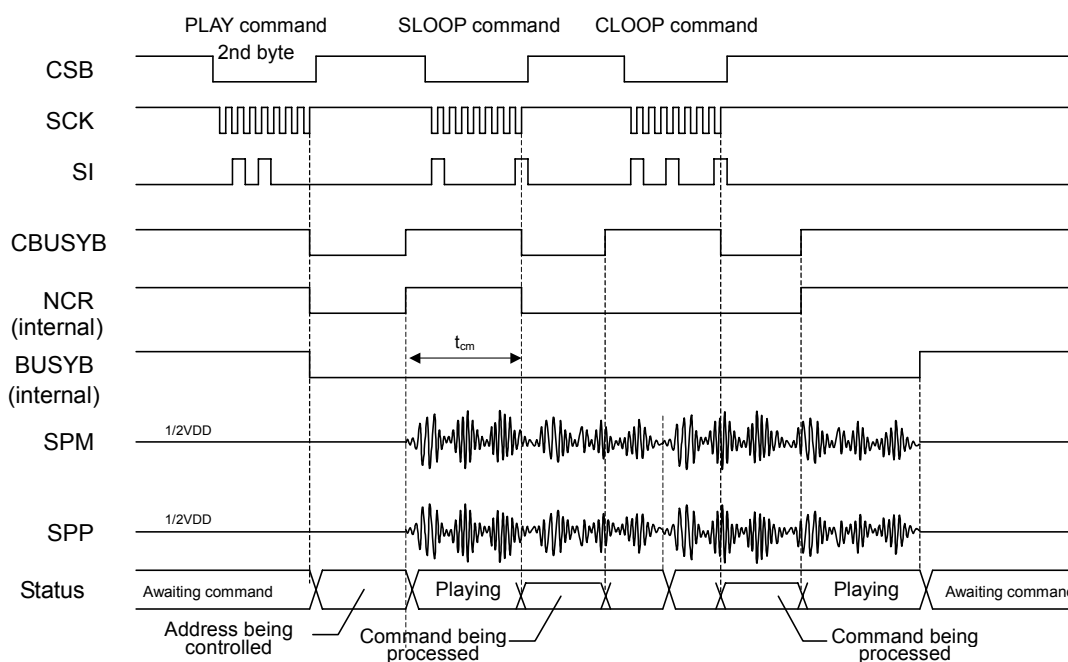 PLAY command
2nd byte
SLOOP command
CLOOP command
CSB
SCK
SI
CBUSYB
NCR
(internal)
tcm
BUSYB
(internal)
1/2VDD
SPM
1/2VDD
SPP
Status
Awaiting command
Playing
Playing
Awaiting command
Address being
controlled
Command being
processed
Command being
processed